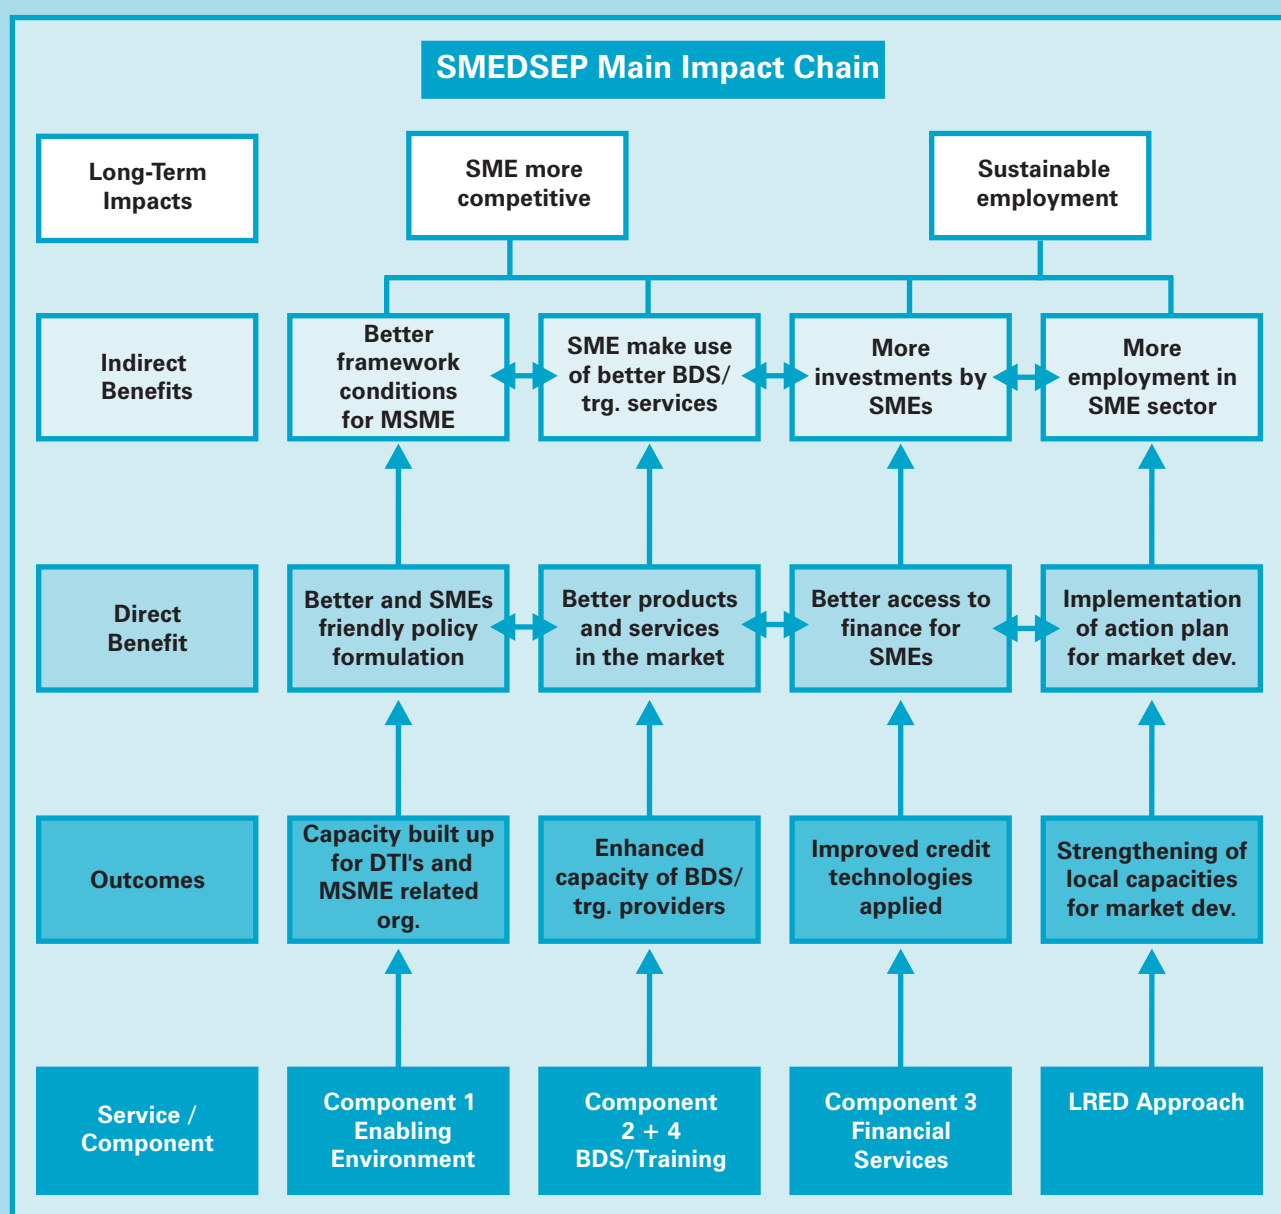 SMEDSEP Main Impact Chain
Long-Term
Impacts
SME more
competitive
Sustainable
employment
Indirect
Benefits
Better
framework
conditions
for MSME
SME make use
of better BDS/
trg. services
More
investments by
SMEs
More
employment in
SME sector
Direct
Benefit
Better and SMEs
friendly policy
formulation
Better products
and services
in the market
Better access to
finance for
SMEs
Implementation
of action plan
for market dev.
Outcomes
Capacity built up
for DTI's and
MSME related
org.
Enhanced
capacity of BDS/
trg. providers
Improved credit
technologies
applied
Strengthening of
local capacities
for market dev.
Service /
Component
Component 1
Enabling
Environment
Component
2 + 4
BDS/Training
Component 3
Financial
Services
LRED Approach